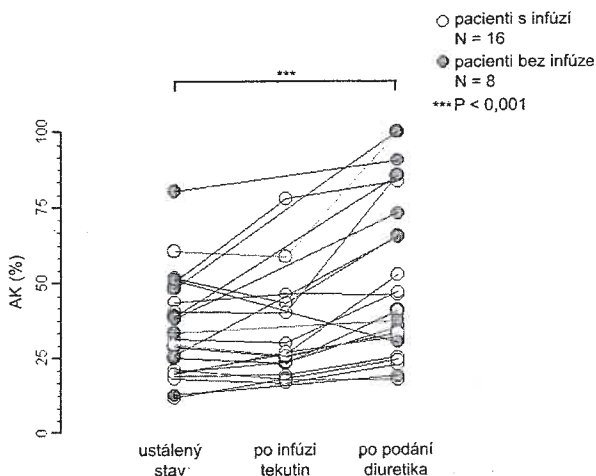 pacienti s infúzí
N = 16
pacienti bez infúze
N = 8
***P < 0,001
***
100
75
50
25
0
AK (%)
ustálený
stav
po infúzi
tekutin
po podání
diuretika